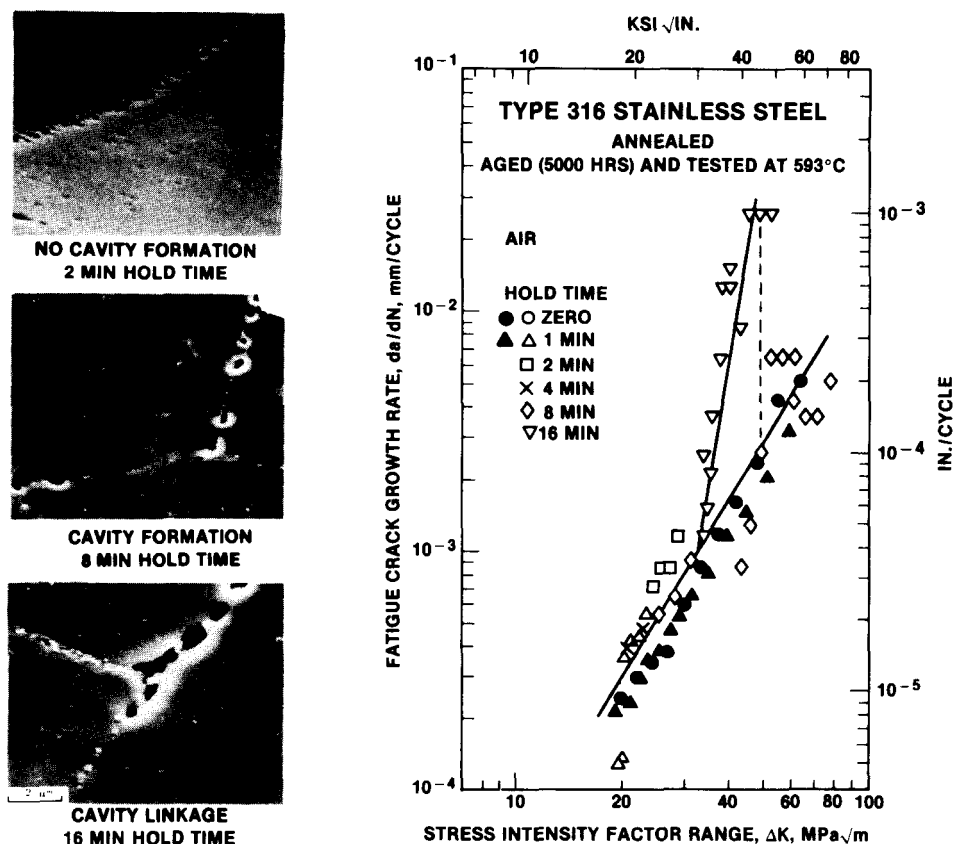 NO CAVITY FORMATION
2 MIN HOLD TIME
CAVITY FORMATION
8 MIN HOLD TIME
2 μm
CAVITY LINKAGE
16 MIN HOLD TIME
KSI √IN.
10 20 40 60 80
10⁻¹
TYPE 316 STAINLESS STEEL
ANNEALED
AGED (5000 HRS) AND TESTED AT 593°C
AIR
HOLD TIME
ZERO
1 MIN
2 MIN
4 MIN
8 MIN
16 MIN
10⁻²
10⁻³
10⁻⁴
FATIGUE CRACK GROWTH RATE, da/dN, mm/CYCLE
10⁻³
10⁻⁴
10⁻⁵
IN./CYCLE
10 20 40 60 80 100
STRESS INTENSITY FACTOR RANGE, ΔK, MPa√m